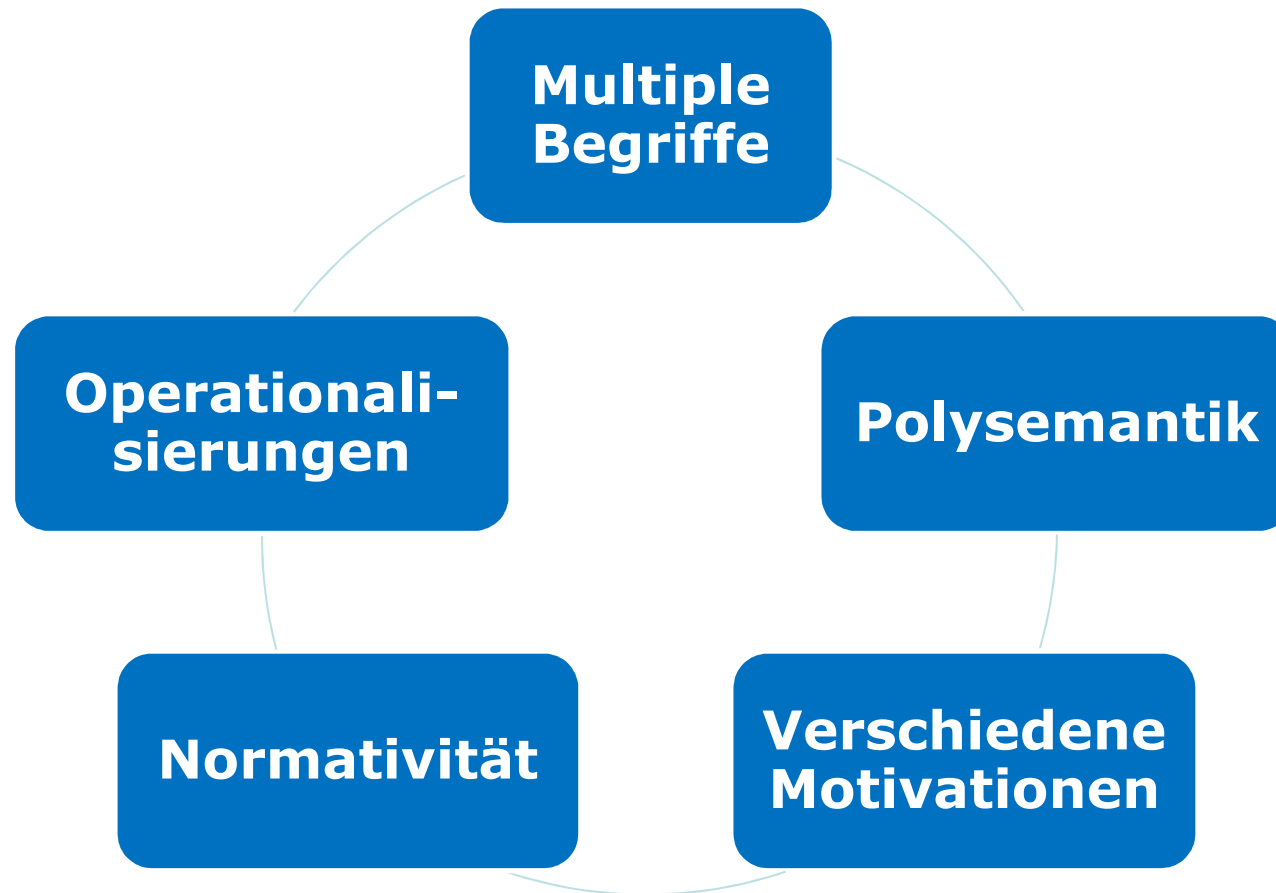 Multiple
Begriffe
Operationali-
sierungen
Polysemantik
Normativität
Verschiedene
Motivationen